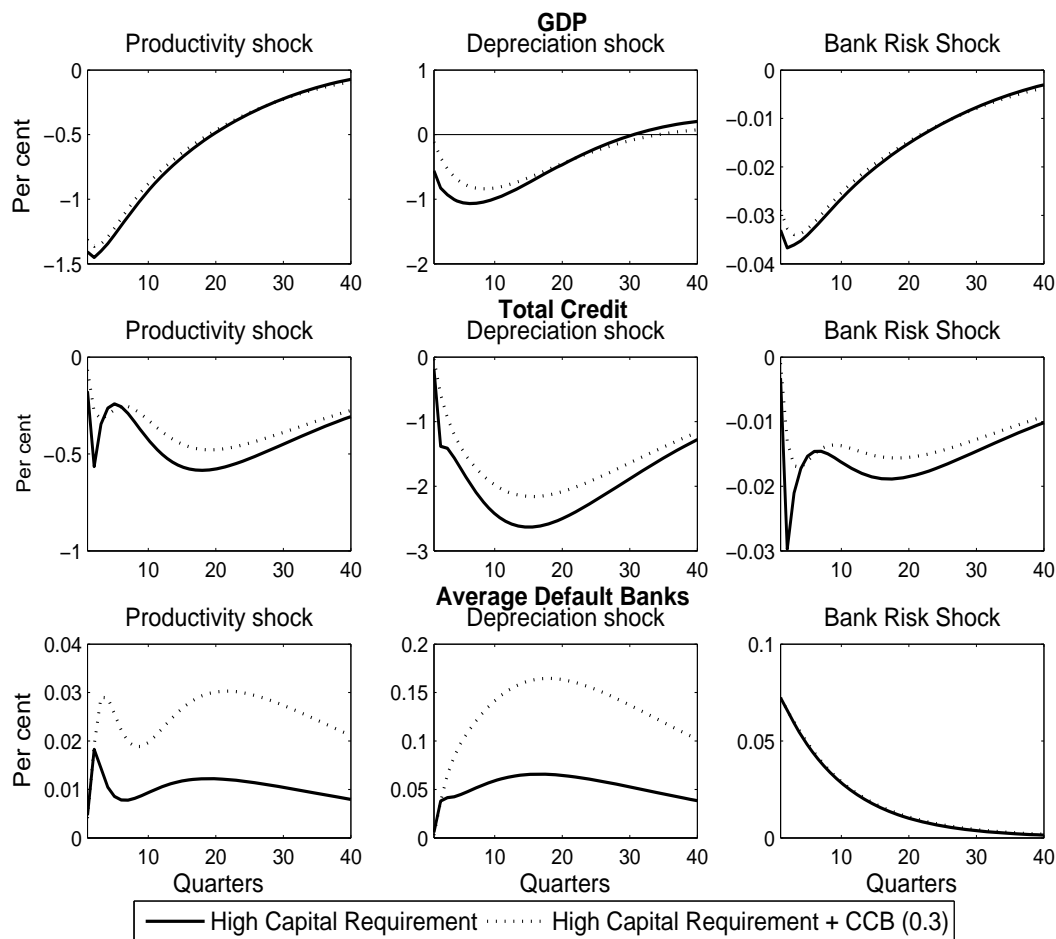 GDP
Productivity shock Depreciation shock Bank Risk Shock
Per cent
0
−0.5
−1
−1.5
10 20 30 40
1
0
−1
−2
10 20 30 40
0
−0.01
−0.02
−0.03
−0.04
10 20 30 40
Total Credit
Productivity shock Depreciation shock Bank Risk Shock
Per cent
0
−0.5
−1
10 20 30 40
0
−1
−2
−3
10 20 30 40
0
−0.01
−0.02
−0.03
10 20 30 40
Average Default Banks
Productivity shock Depreciation shock Bank Risk Shock
Per cent
0.04
0.03
0.02
0.01
0
10 20 30 40
Quarters
0.2
0.15
0.1
0.05
0
10 20 30 40
Quarters
0.1
0.05
0
10 20 30 40
Quarters
High Capital Requirement High Capital Requirement + CCB (0.3)